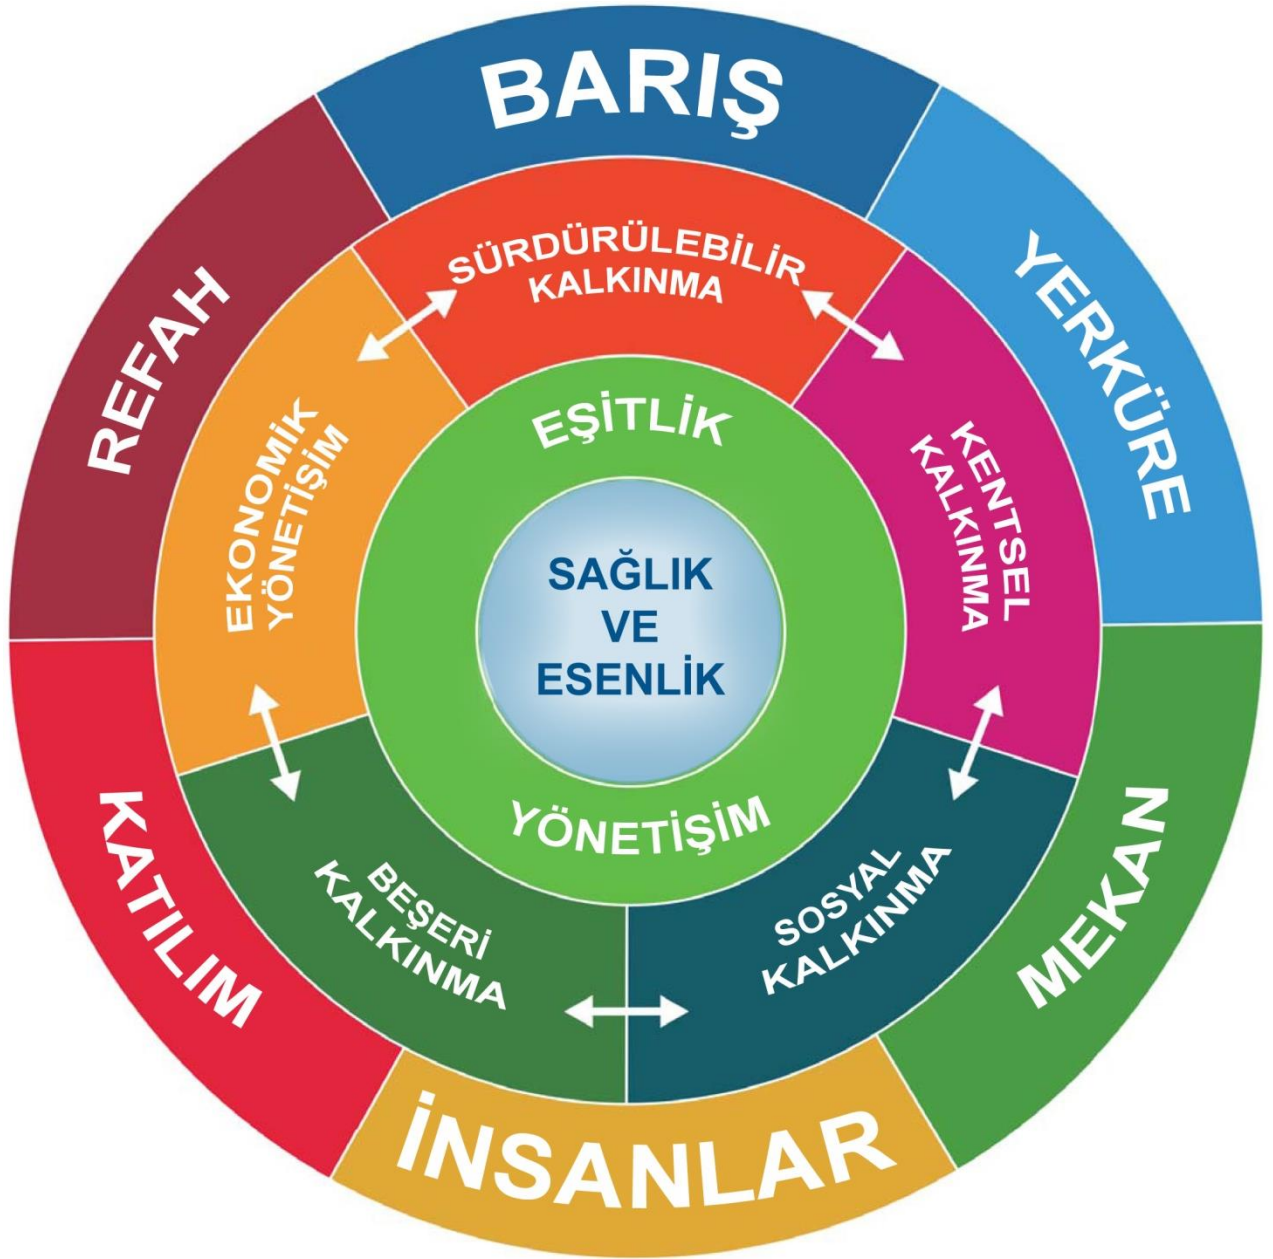 BARIŞ
YERKÜRE
MEKAN
İNSANLAR
KATILIM
REFAH
SÜRDÜRÜLEBİLİR
KALKINMA
KENTSEL
KALKINMA
SOSYAL
KALKINMA
BEŞERİ
KALKINMA
EKONOMİK
YÖNETİŞİM
EŞİTLİK
YÖNETİŞİM
SAĞLIK
VE
ESENLİK